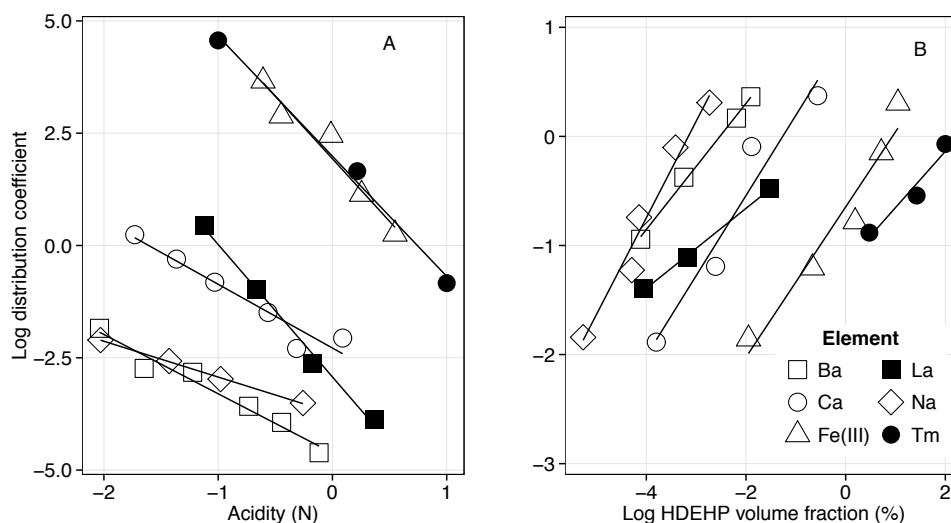 A
B
Log distribution coefficient
5.0
2.5
0.0
−2.5
−5.0
−2
−1
0
1
Acidity (N)
1
0
−1
−2
−3
−4
−2
0
2
Log HDEHP volume fraction (%)
Element
Ba
La
Ca
Na
Fe(III)
Tm